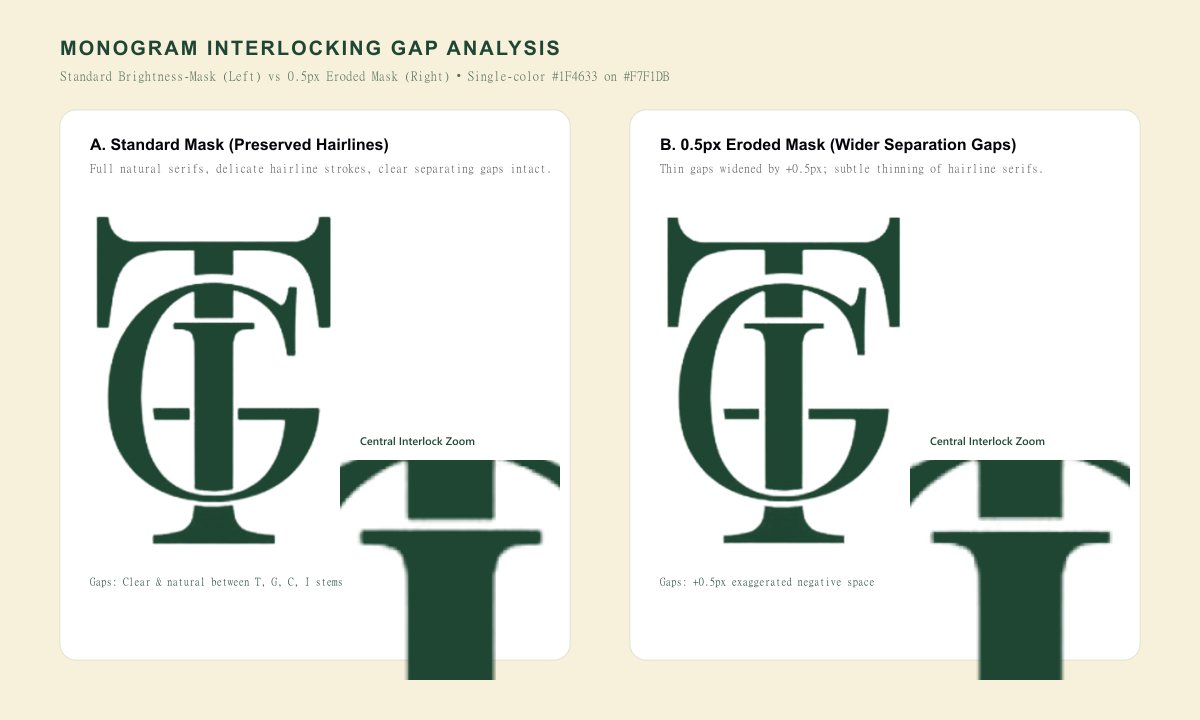 MONOGRAM INTERLOCKING GAP ANALYSIS
Standard Brightness-Mask (Left) vs 0.5px Eroded Mask (Right) • Single-color #1F4633 on #F7F1DB
A. Standard Mask (Preserved Hairlines)
Full natural serifs, delicate hairline strokes, clear separating gaps intact.
TGI
Central Interlock Zoom
Gaps: Clear & natural between T, G, C, I stems
B. 0.5px Eroded Mask (Wider Separation Gaps)
Thin gaps widened by +0.5px; subtle thinning of hairline serifs.
TGI
Central Interlock Zoom
Gaps: +0.5px exaggerated negative space